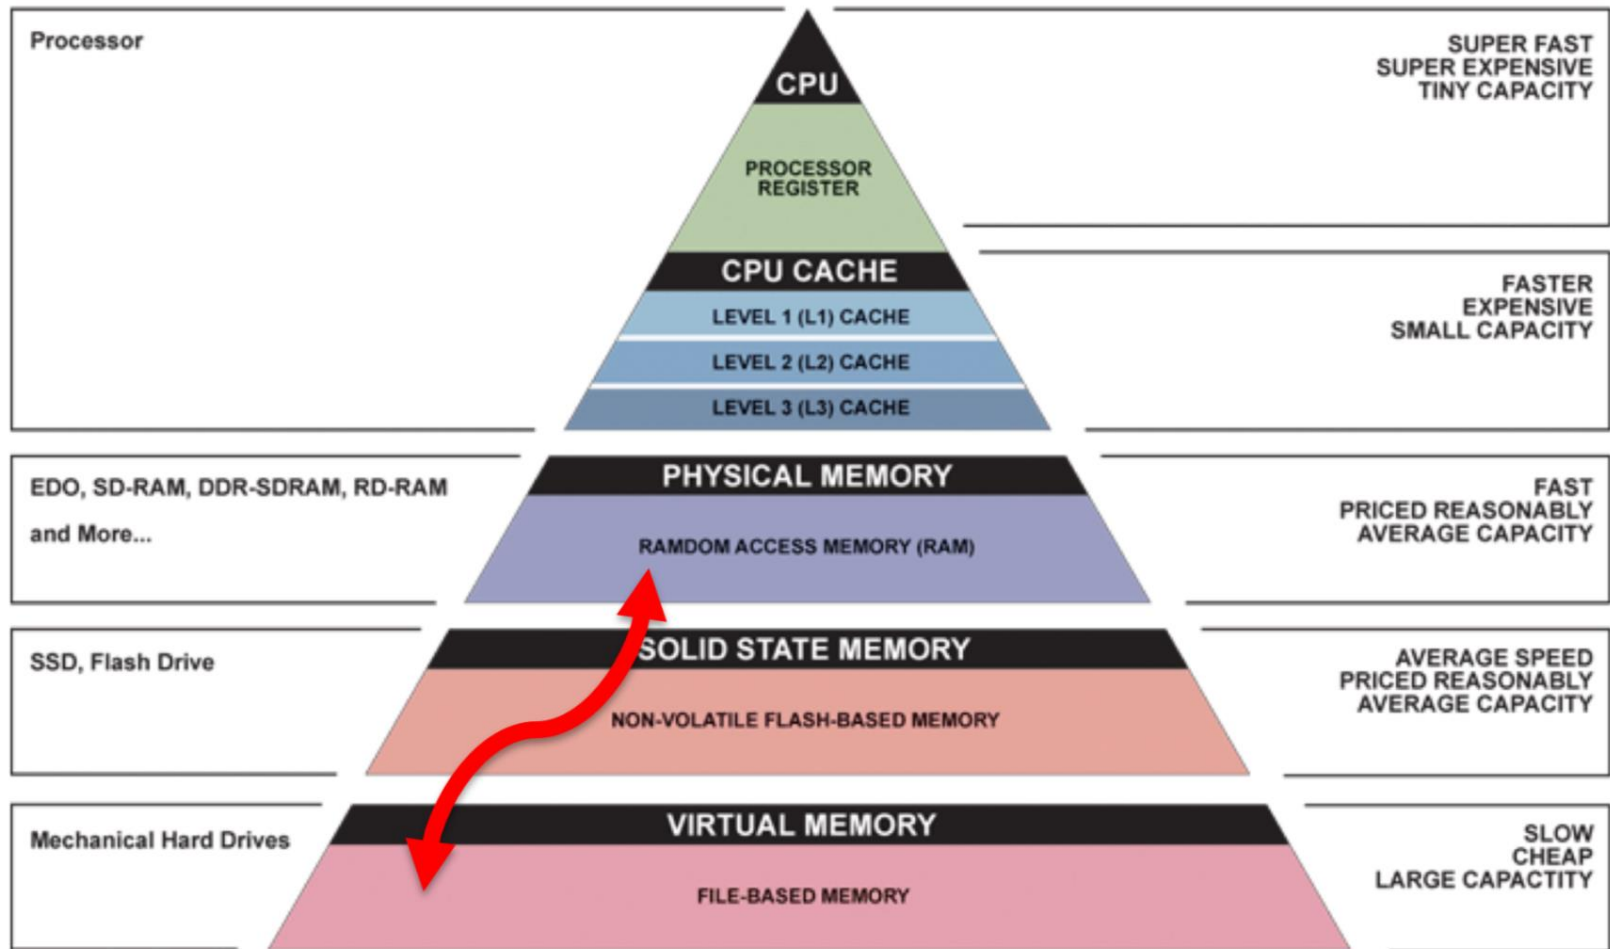 Processor
CPU
SUPER FAST
SUPER EXPENSIVE
TINY CAPACITY
PROCESSOR
REGISTER
CPU CACHE
LEVEL 1 (L1) CACHE
LEVEL 2 (L2) CACHE
LEVEL 3 (L3) CACHE
FASTER
EXPENSIVE
SMALL CAPACITY
EDO, SD-RAM, DDR-SDRAM, RD-RAM
and More...
PHYSICAL MEMORY
RAMDOM ACCESS MEMORY (RAM)
FAST
PRICED REASONABLY
AVERAGE CAPACITY
SSD, Flash Drive
SOLID STATE MEMORY
NON-VOLATILE FLASH-BASED MEMORY
AVERAGE SPEED
PRICED REASONABLY
AVERAGE CAPACITY
Mechanical Hard Drives
VIRTUAL MEMORY
FILE-BASED MEMORY
SLOW
CHEAP
LARGE CAPACTITY